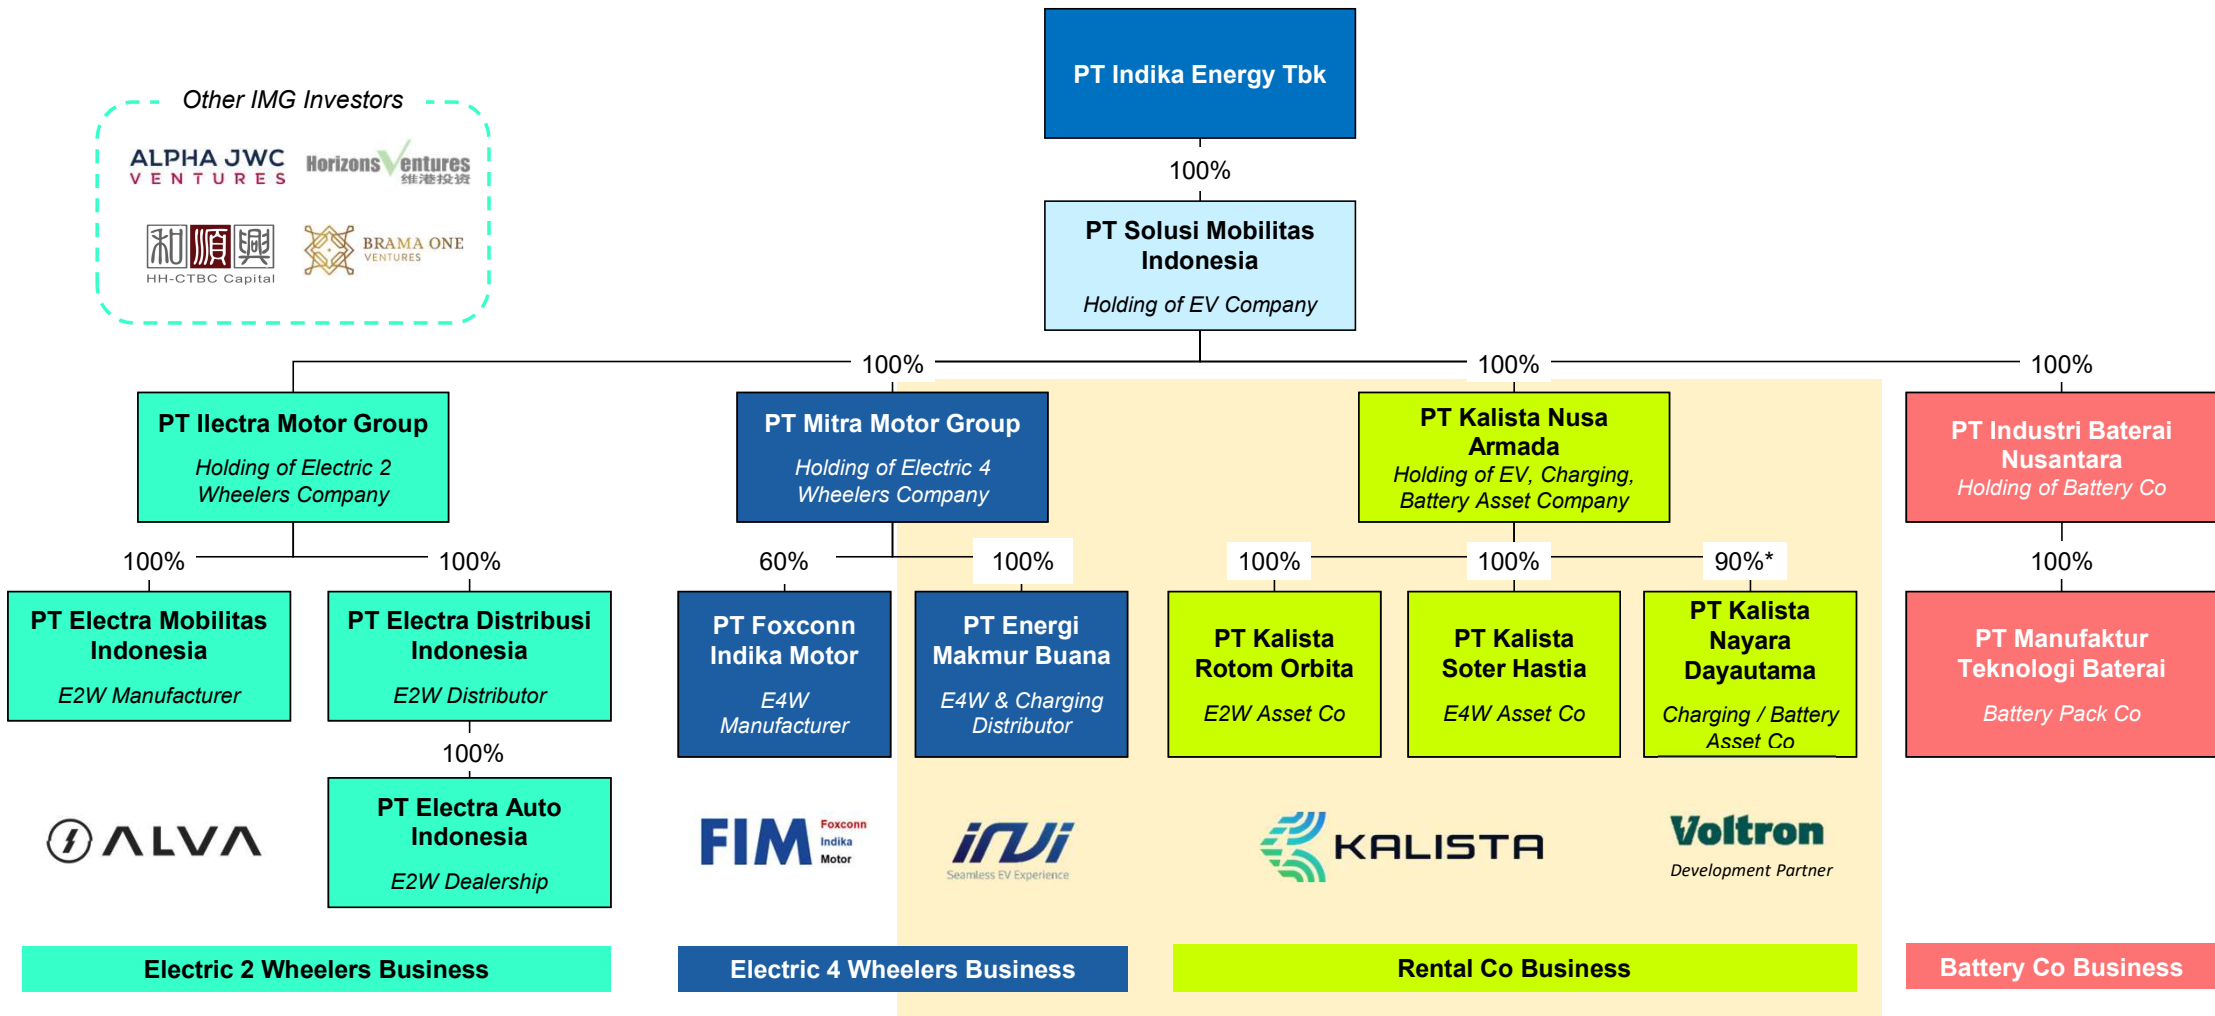 PT Indika Energy Tbk
Other IMG Investors
ALPHA JWC
VENTURES
Horizons Ventures
维港投资
和順興
HH-CTBC Capital
BRAMA ONE
VENTURES
100%
PT Solusi Mobilitas
Indonesia
Holding of EV Company
100%
100%
100%
PT Ilectra Motor Group
Holding of Electric 2
Wheelers Company
PT Mitra Motor Group
Holding of Electric 4
Wheelers Company
PT Kalista Nusa
Armada
Holding of EV, Charging,
Battery Asset Company
PT Industri Baterai
Nusantara
Holding of Battery Co
100%
100%
60%
100%
100%
100%
90%*
100%
PT Electra Mobilitas
Indonesia
E2W Manufacturer
PT Electra Distribusi
Indonesia
E2W Distributor
PT Foxconn
Indika Motor
E4W
Manufacturer
PT Energi
Makmur Buana
E4W & Charging
Distributor
PT Kalista
Rotom Orbita
E2W Asset Co
PT Kalista
Soter Hastia
E4W Asset Co
PT Kalista
Nayara
Dayautama
Charging / Battery
Asset Co
PT Manufaktur
Teknologi Baterai
Battery Pack Co
100%
PT Electra Auto
Indonesia
E2W Dealership
ALVA
FIM
Foxconn
Indika
Motor
invi
Seamless EV Experience
KALISTA
Voltron
Development Partner
Electric 2 Wheelers Business
Electric 4 Wheelers Business
Rental Co Business
Battery Co Business